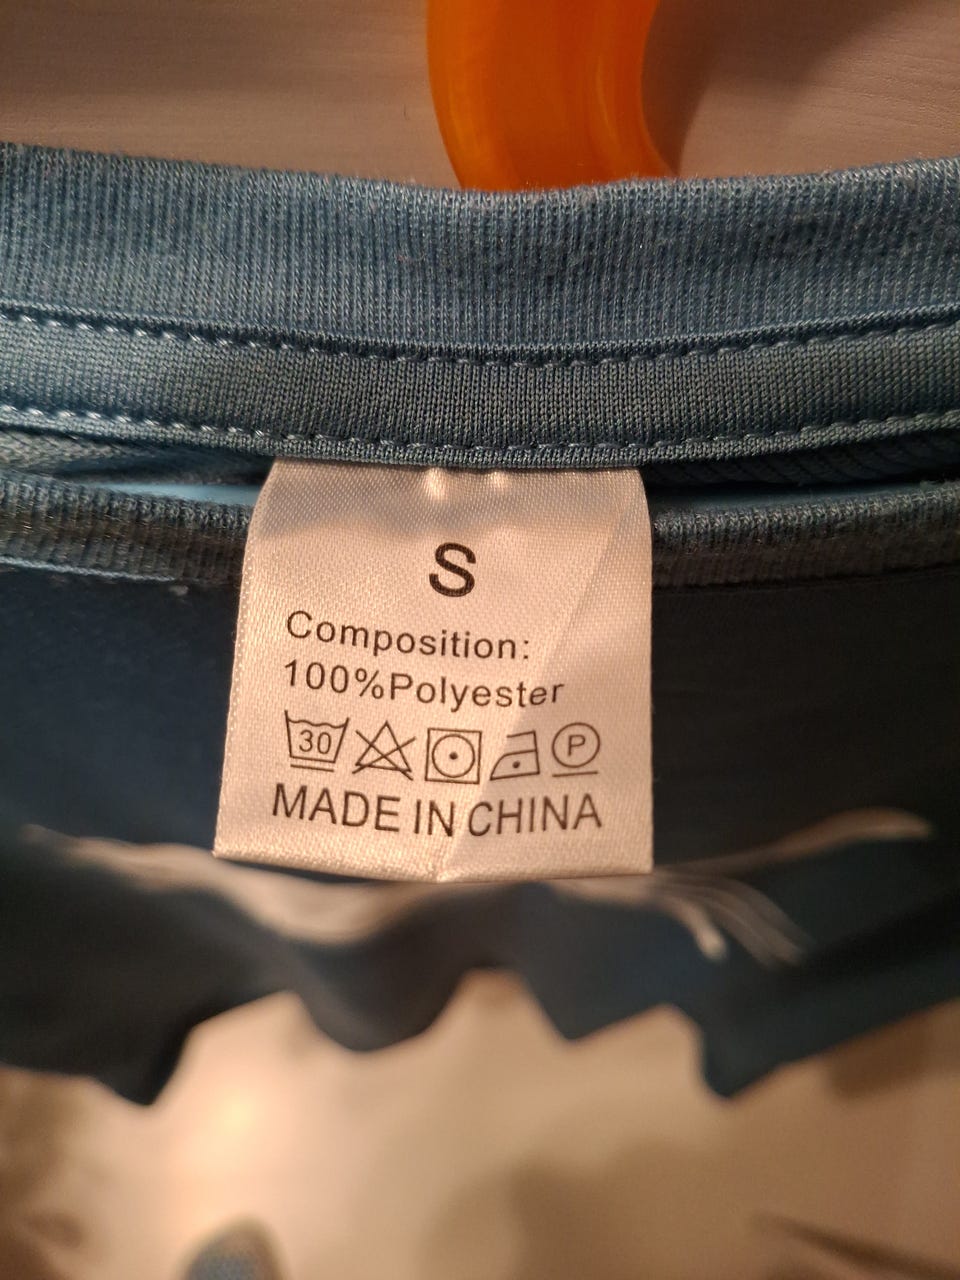 S
Composition:
100%Polyester
30 P
MADE IN CHINA